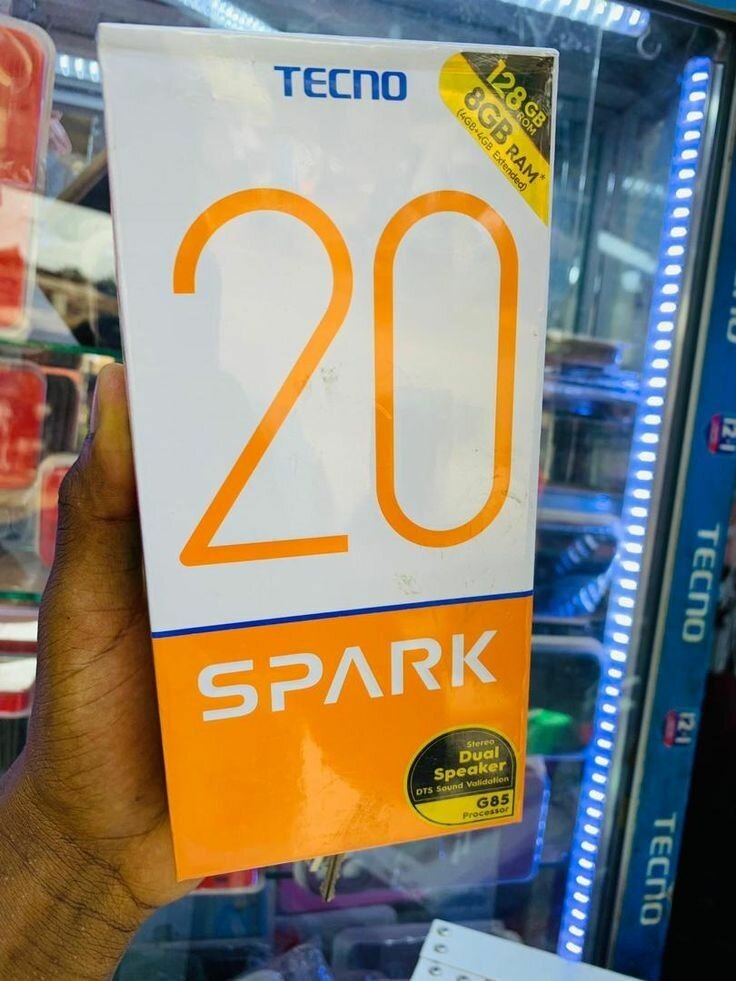 TECNO
128GB
ROM
8GB RAM*
(4GB+4GB Extended)
20
SPARK
Stereo
Dual
Speaker
DTS Sound Validation
G85
Processor
TECNO
TECNO